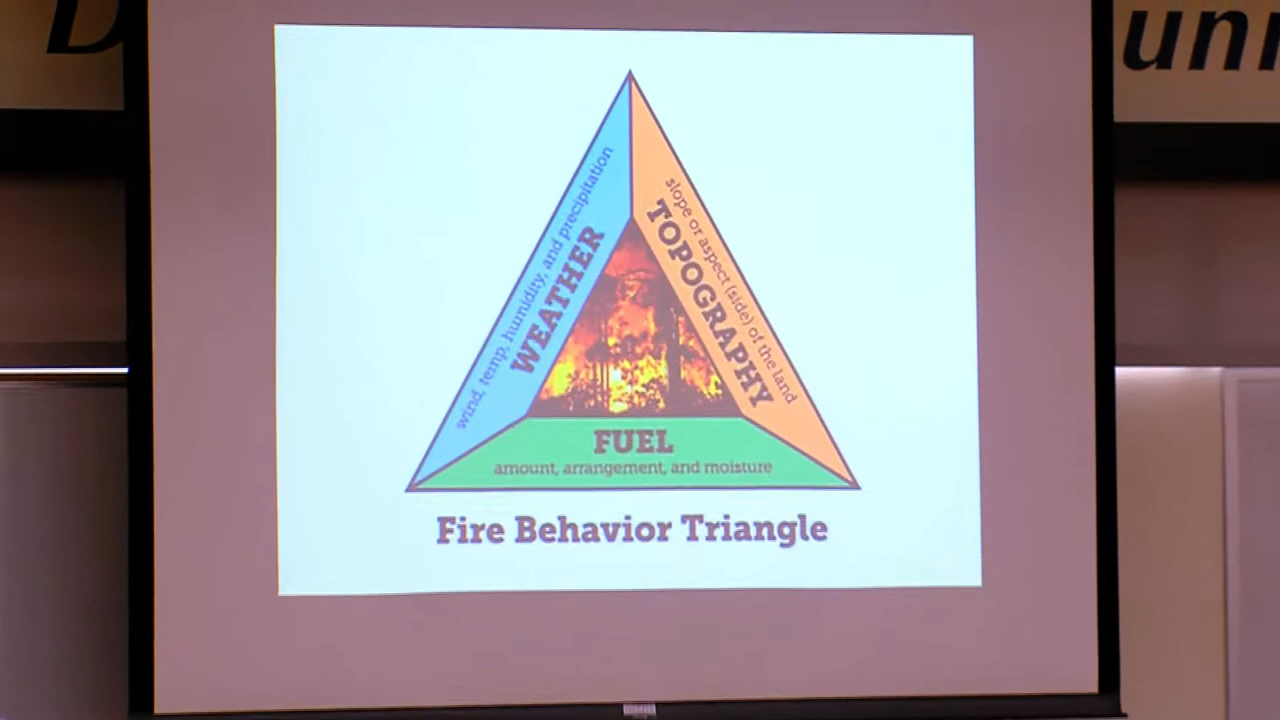 wind, temp, humidity, and precipitation
WEATHER
slope or aspect (side) of the land
TOPOGRAPHY
FUEL
amount, arrangement, and moisture
Fire Behavior Triangle